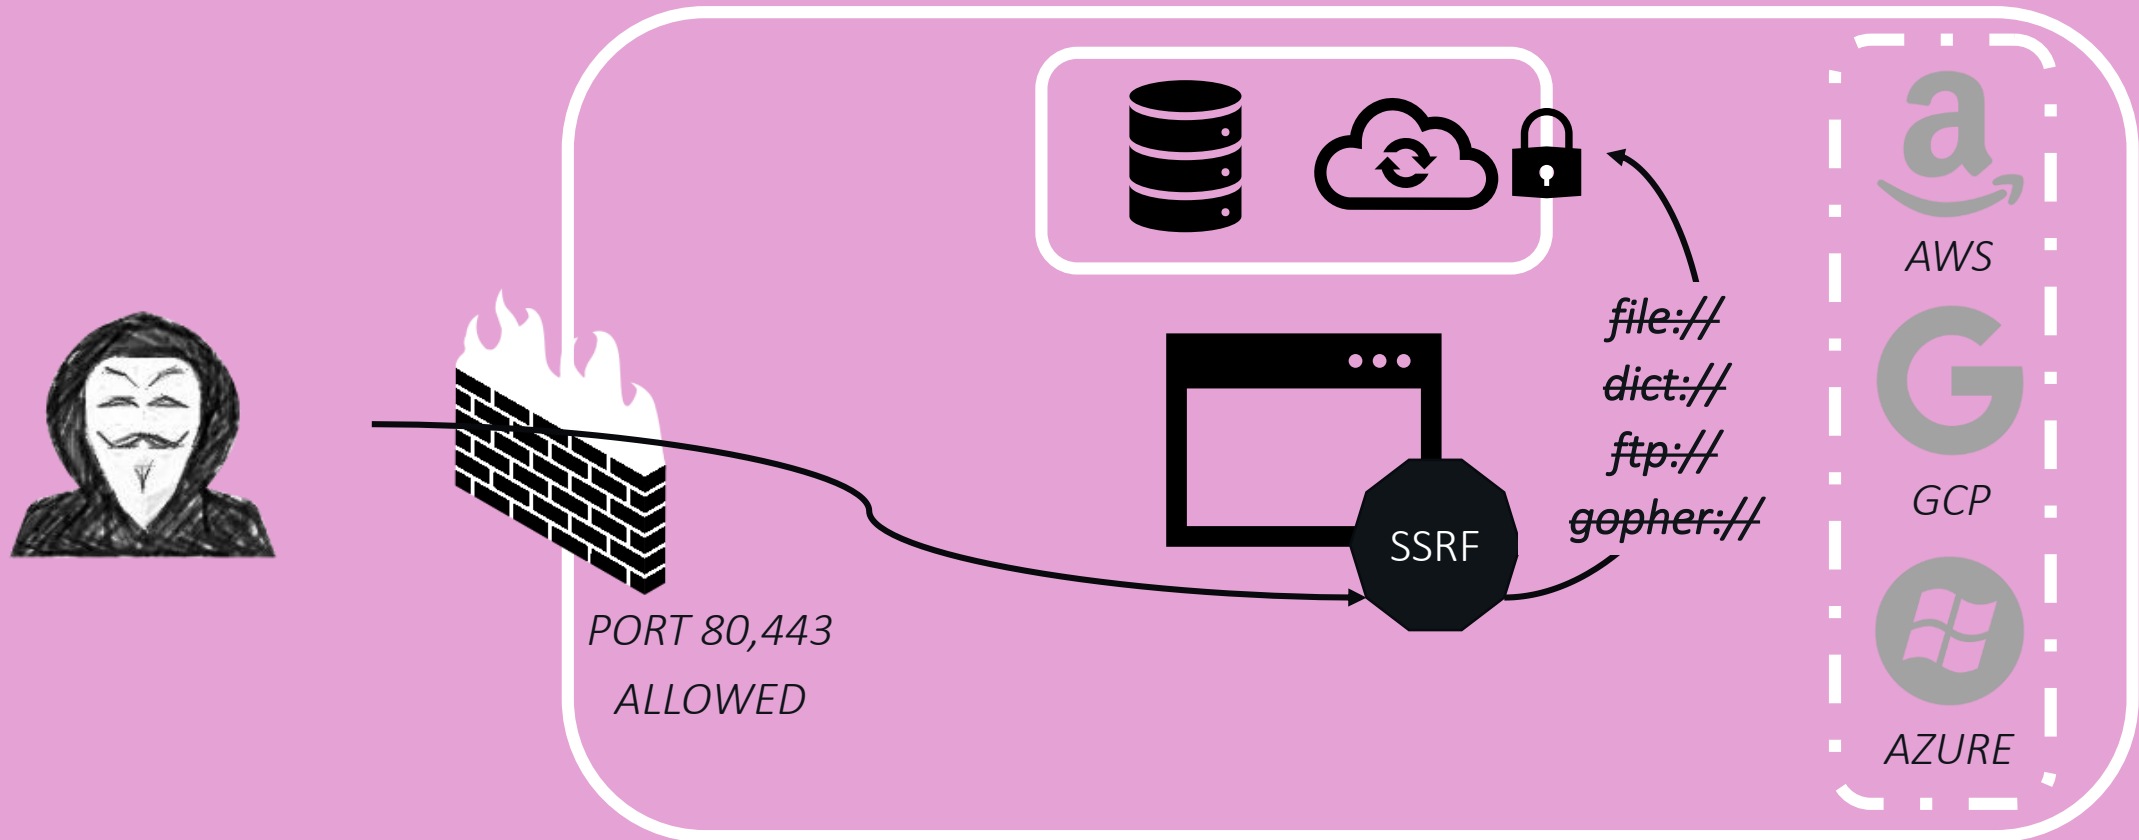 PORT 80,443
ALLOWED
SSRF
file://
dict://
ftp://
gopher://
AWS
GCP
AZURE